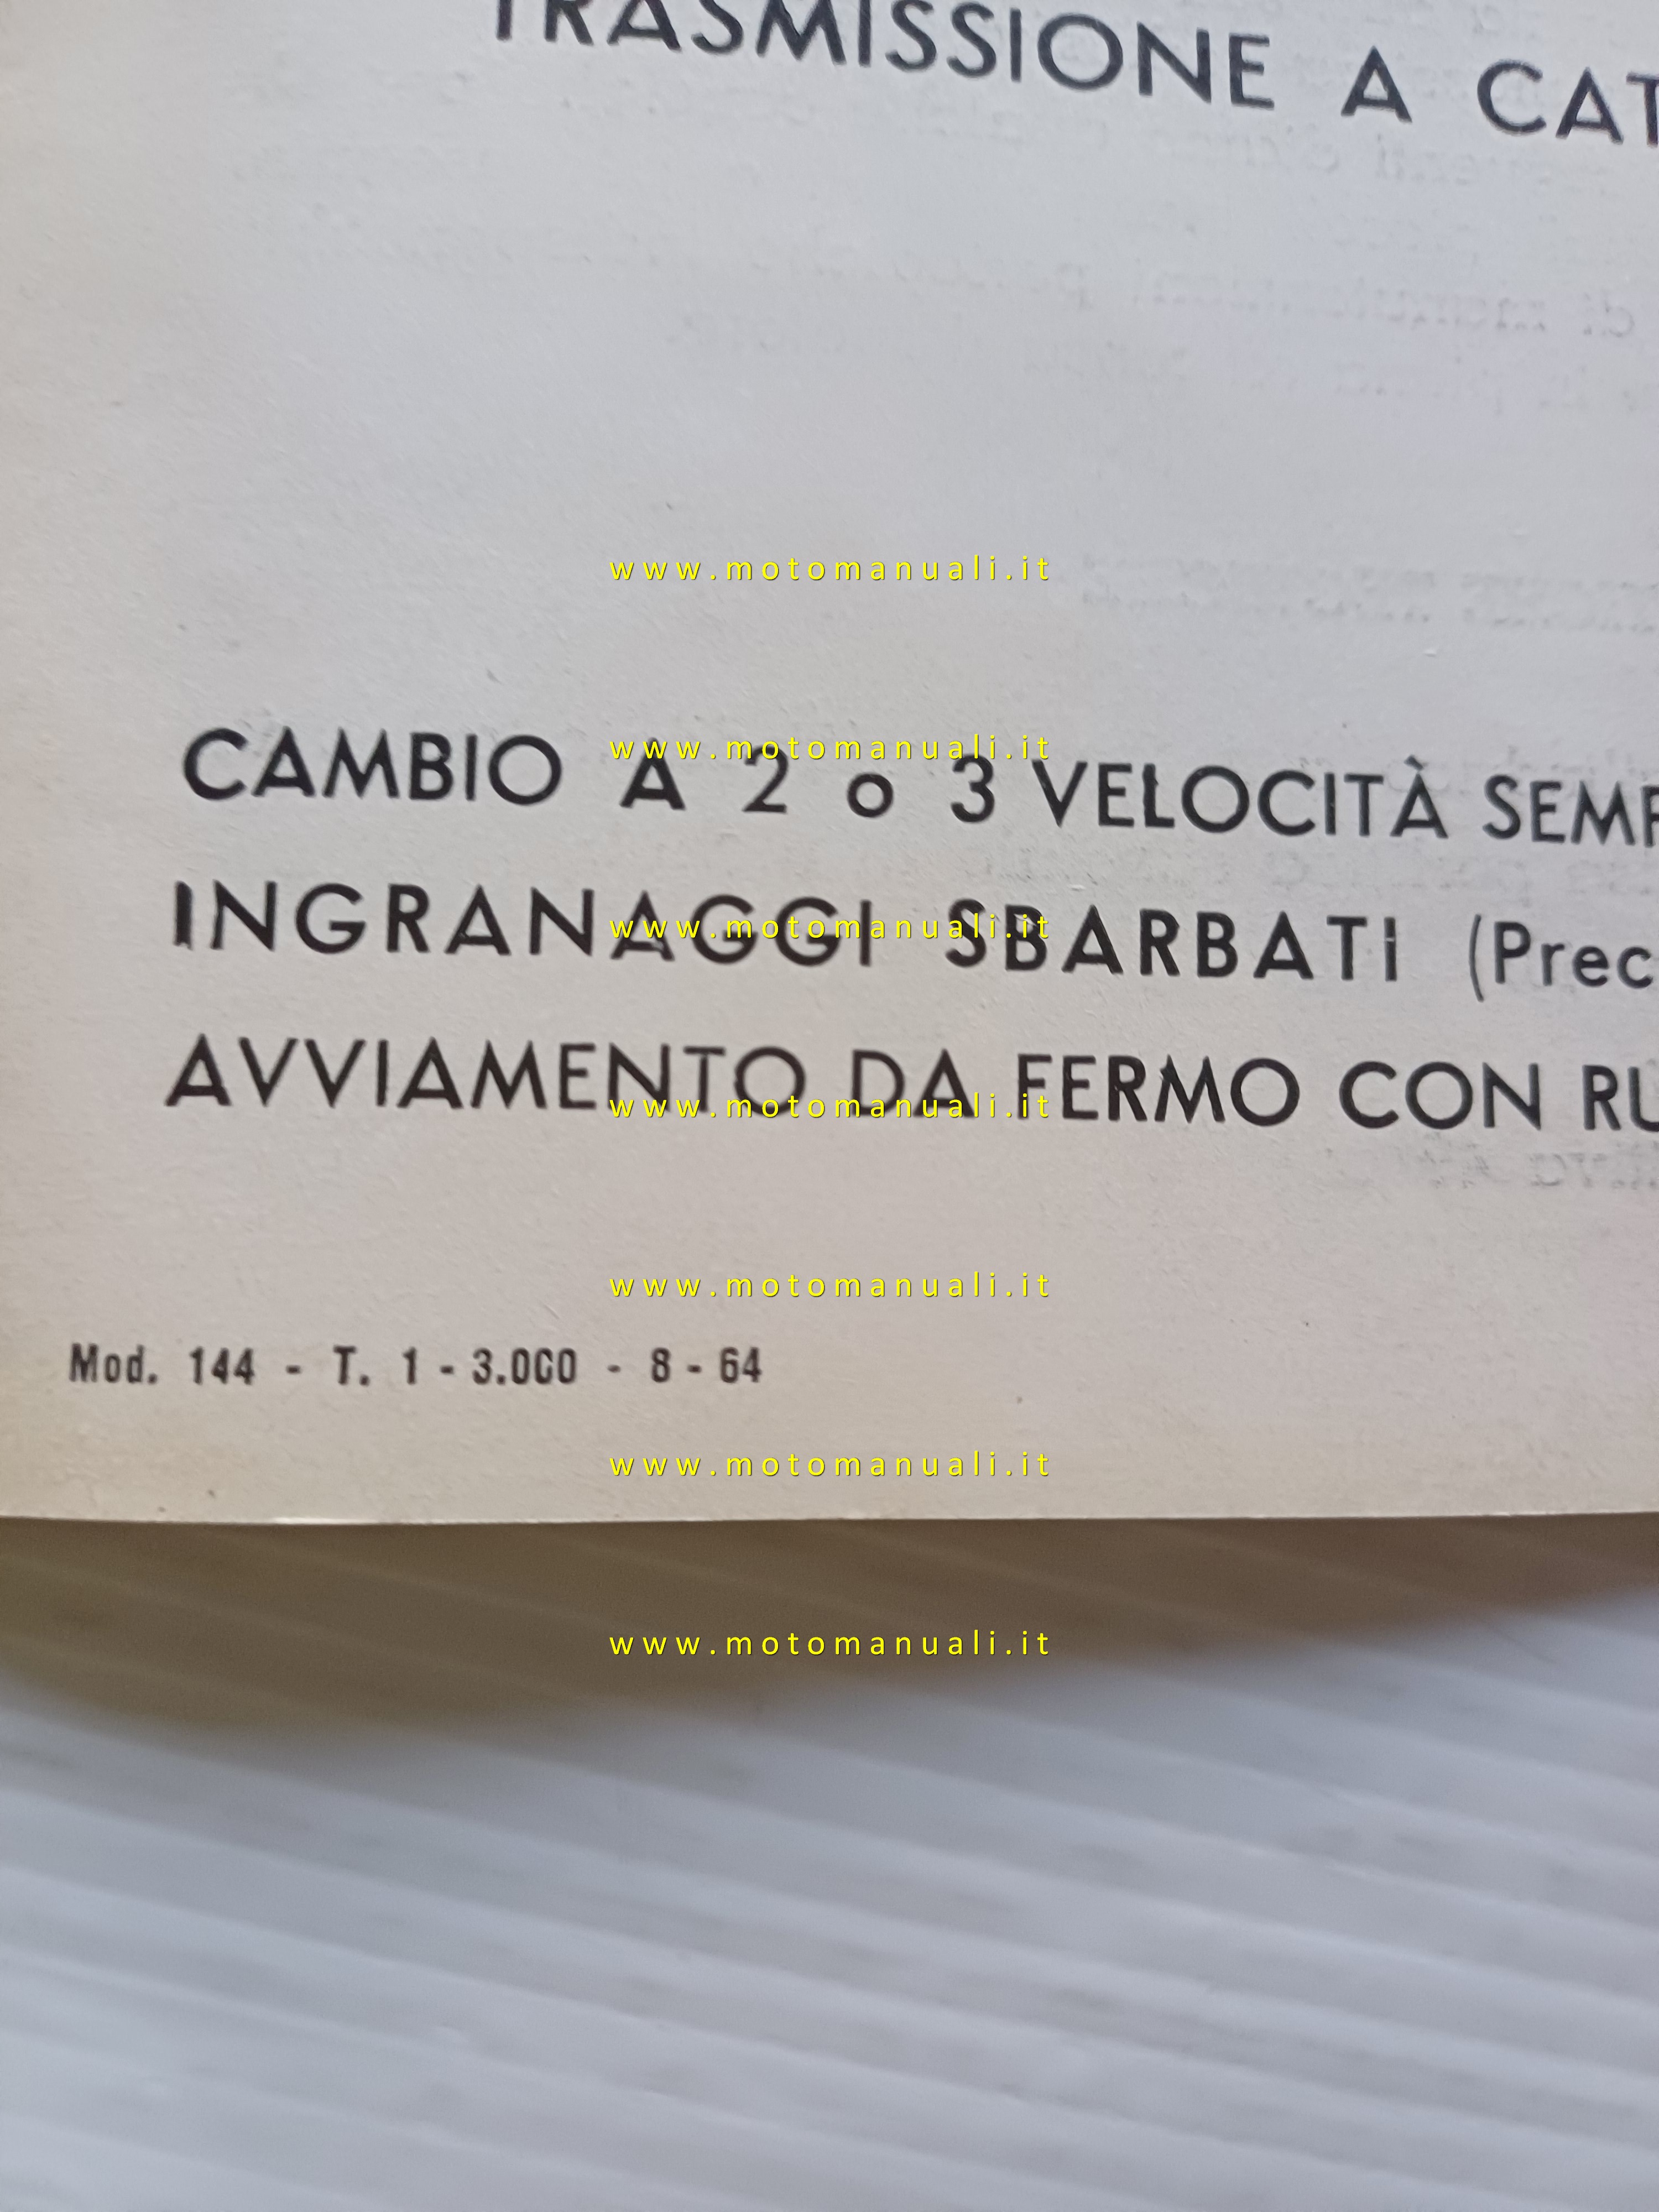 TRASMISSIONE A CAT
www.motomanuali.it
www.motomanuali.it
CAMBIO A 2 o 3 VELOCITÀ SEMP
INGRANAGGI SBARBATI (Prec
www.motomanuali.it
AVVIAMENTO DA FERMO CON RU
www.motomanuali.it
www.motomanuali.it
Mod. 144 - T. 1 - 3.000 - 8 - 64
www.motomanuali.it
www.motomanuali.it